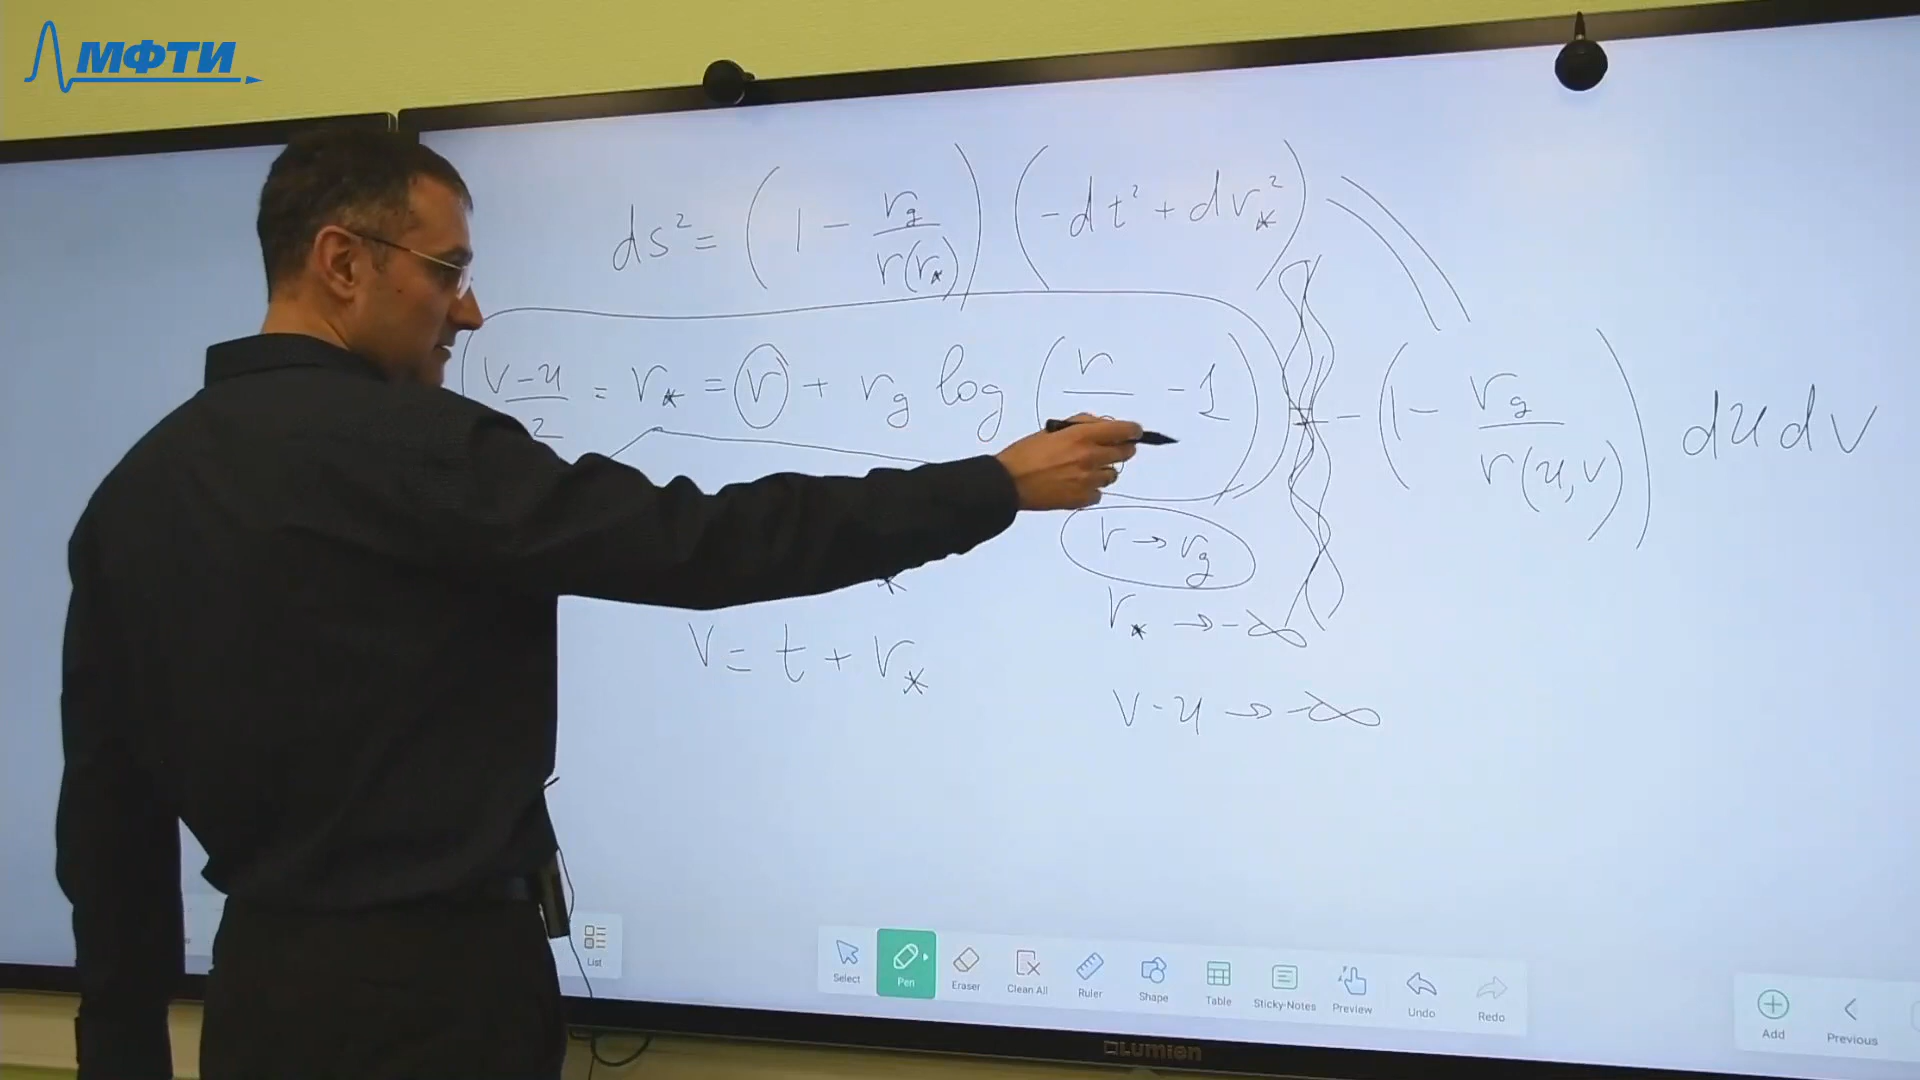 МФТИ
ds² = (1 - r_g / r(r_*)) (-dt² + dr_*²)
(v-u)/2 = r_* = r + r_g log(r/ -1) = -(1 - r_g / r(u,v)) du dv
r → r_g
r_* → -∞
v = t + r_*
v-u → -∞
List
Select
Pen
Eraser
Clean All
Ruler
Shape
Table
Sticky-Notes
Preview
Undo
Redo
Add
Previous
Lumien